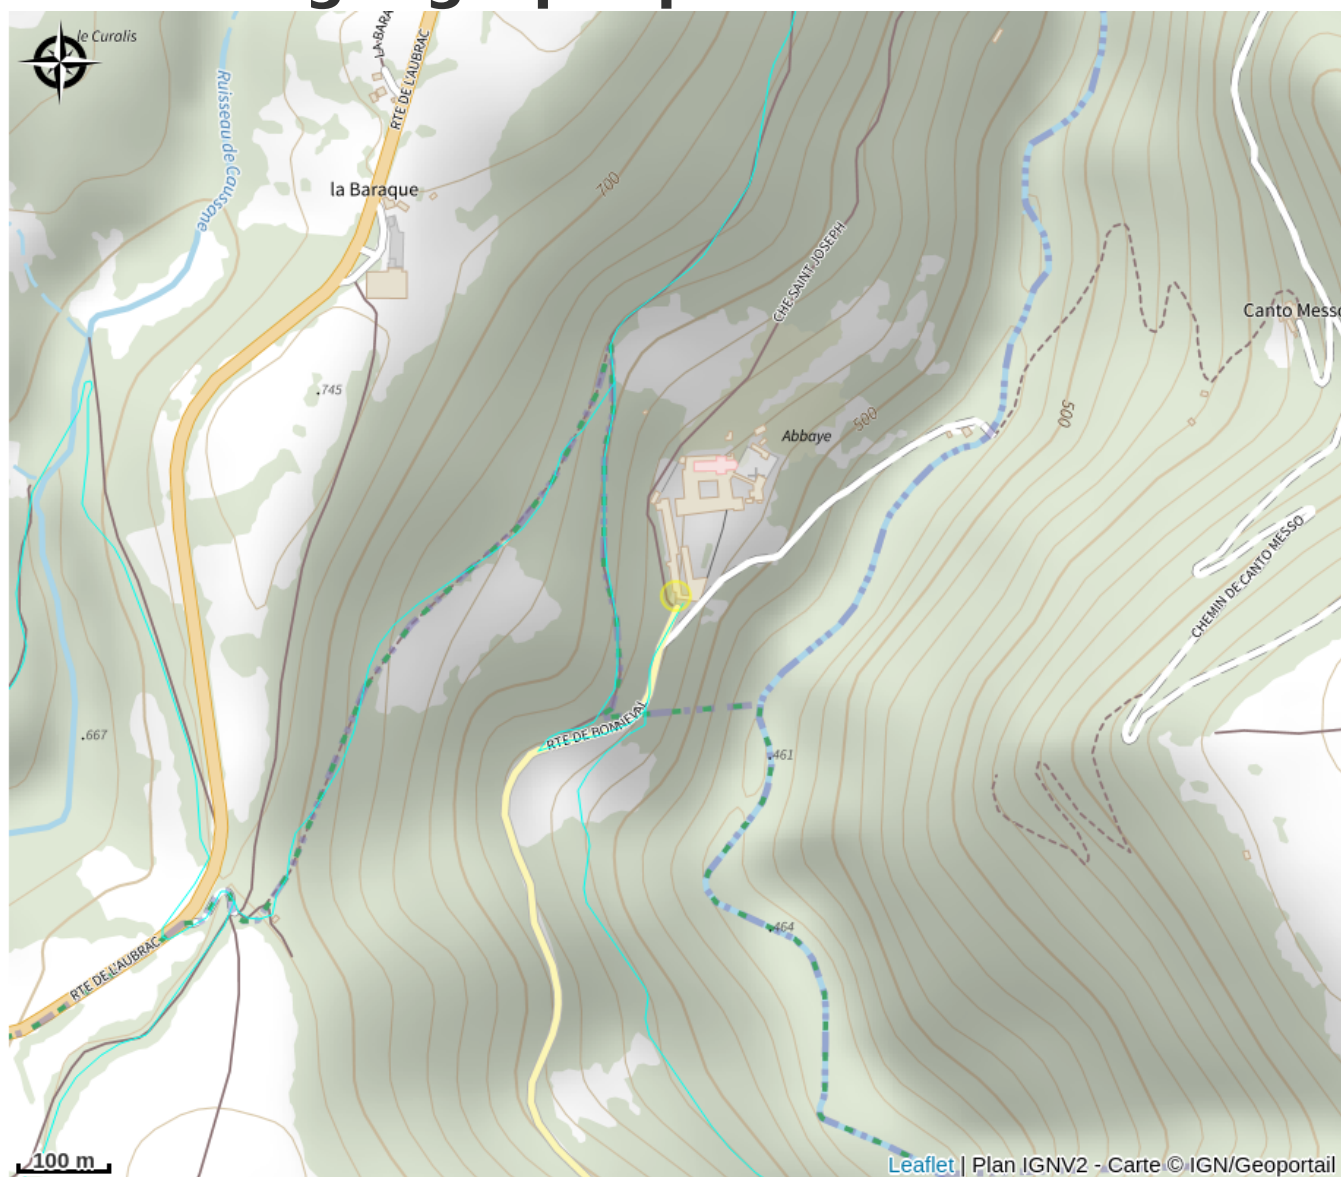 le Curalis
LA BARA
RTE DE L'AUBRAC
Ruisseau de Caussane
la Baraque
700
CHE SAINT JOSEPH
Canto Messo
.745
500
500
Abbaye
CHEMIN DE CANTO MESSO
.667
RTE DE BONNEVAL
.461
.464
RTE DE L'AUBRAC
100 m
Leaflet | Plan IGNV2 - Carte © IGN/Geoportail